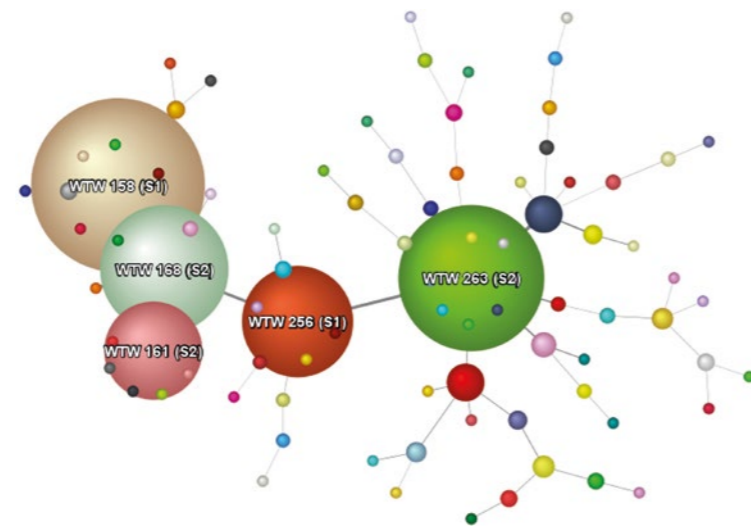 WTW 158 (S1)
WTW 168 (S2)
WTW 263 (S2)
WTW 256 (S1)
WTW 161 (S2)